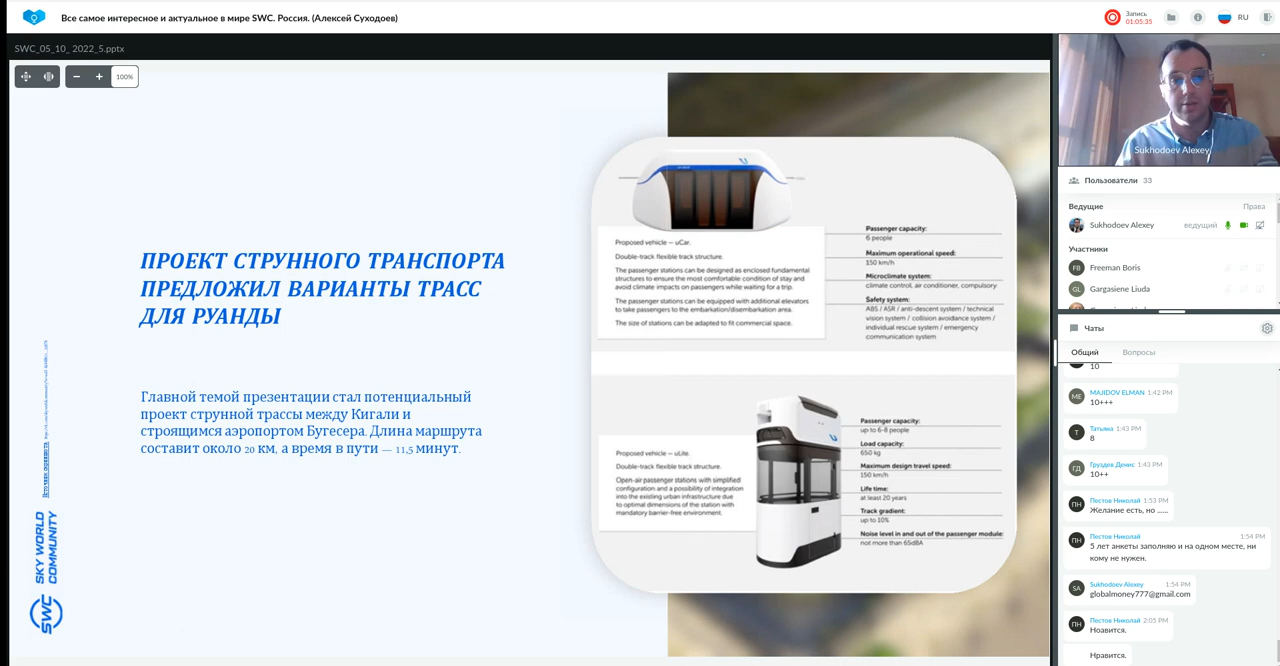 Все самое интересное и актуальное в мире SWC. Россия. (Алексей Суходоев)
Запись
01:05:35
RU
SWC_05_10_ 2022_5.pptx
100%
ПРОЕКТ СТРУННОГО ТРАНСПОРТА
ПРЕДЛОЖИЛ ВАРИАНТЫ ТРАСС
ДЛЯ РУАНДЫ
Главной темой презентации стал потенциальный
проект струнной трассы между Кигали и
строящимся аэропортом Бугесера. Длина маршрута
составит около 20 км, а время в пути — 11,5 минут.
SKY WORLD
COMMUNITY
SWC
Proposed vehicle — uCar.
Double-track flexible track structure.
The passenger stations can be designed as enclosed fundamental
structures to ensure the most comfortable condition of stay and
avoid climate impacts on passengers while waiting for a trip.
The passenger stations can be equipped with additional elevators
to take passengers to the embarkation/disembarkation area.
The size of stations can be adapted to fit commercial space.
Passenger capacity:
6 people
Maximum operational speed:
150 km/h
Microclimate system:
climate control, air conditioner, compulsory
Safety system:
ABS / ASR / anti-descent system / technical
vision system / collision avoidance system /
individual rescue system / emergency
communication system
Proposed vehicle — uLite.
Double-track flexible track structure.
Open-air passenger stations with simplified
configuration and a possibility of integration
into the existing urban infrastructure due
to optimal dimensions of the station with
mandatory barrier-free environment.
Passenger capacity:
up to 6-8 people
Load capacity:
650 kg
Maximum design travel speed:
150 km/h
Life time:
at least 20 years
Track gradient:
up to 10%
Noise level in and out of the passenger module:
not more than 65dBA
Sukhodoev Alexey
Пользователи 33
Ведущие Права
Sukhodoev Alexey ведущий
Участники
FB Freeman Boris
GL Gargasiene Liuda
Чаты
Общий Вопросы
10
ME MAJIDOV ELMAN 1:42 PM
10+++
Т Татьяна 1:43 PM
8
ГД Груздев Денис 1:43 PM
10++
ПН Пестов Николай 1:53 PM
Желание есть, но ......
ПН Пестов Николай 1:54 PM
5 лет анкеты заполняю и на одном месте, ни
кому не нужен.
SA Sukhodoev Alexey 1:54 PM
globalmoney777@gmail.com
ПН Пестов Николай 2:05 PM
Ноавится.
Нравится.